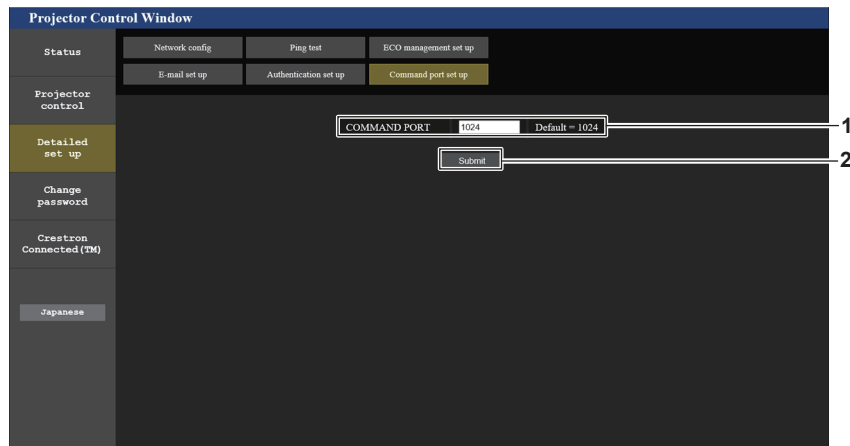 Projector Control Window
Status
Network config
Ping test
ECO management set up
E-mail set up
Authentication set up
Command port set up
Projector
control
Detailed
set up
Change
password
Crestron
Connected(TM)
Japanese
COMMAND PORT 1024 Default = 1024
1
Submit
2